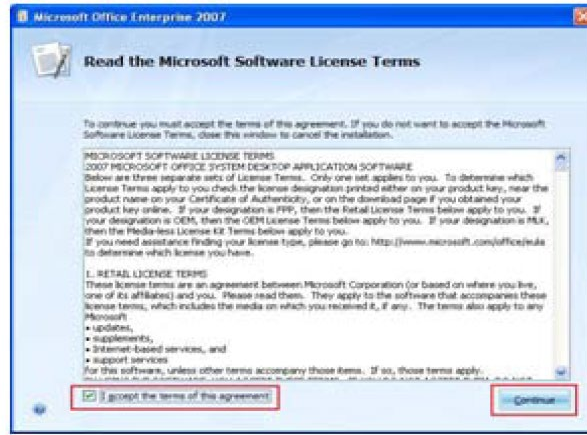 Microsoft Office Enterprise 2007
Read the Microsoft Software License Terms
To continue you must accept the terms of this agreement. If you do not want to accept the Microsoft
Software License Terms, close this window to cancel the installation.
MICROSOFT SOFTWARE LICENSE TERMS
2007 MICROSOFT OFFICE SYSTEM DESKTOP APPLICATION SOFTWARE
Below are three separate sets of License Terms. Only one set applies to you. To determine which
License Terms apply to you check the license designation printed either on your product key, near the
product name on your Certificate of Authenticity, or on the download page if you obtained your
product key online. If your designation is FPP, then the Retail License Terms below apply to you. If
your designation is OEM, then the OEM License Terms below apply to you. If your designation is MLK,
then the Media-less License Kit Terms below apply to you.
If you need assistance finding your license type, please go to: http://www.microsoft.com/office/eula
to determine which license you have.
1. RETAIL LICENSE TERMS
These license terms are an agreement between Microsoft Corporation (or based on where you live,
one of its affiliates) and you. Please read them. They apply to the software that accompanies these
license terms, which includes the media on which you received it, if any. The terms also apply to any
Microsoft
• updates,
• supplements,
• Internet-based services, and
• support services
for this software, unless other terms accompany those items. If so, those terms apply.
I accept the terms of this agreement
Continue